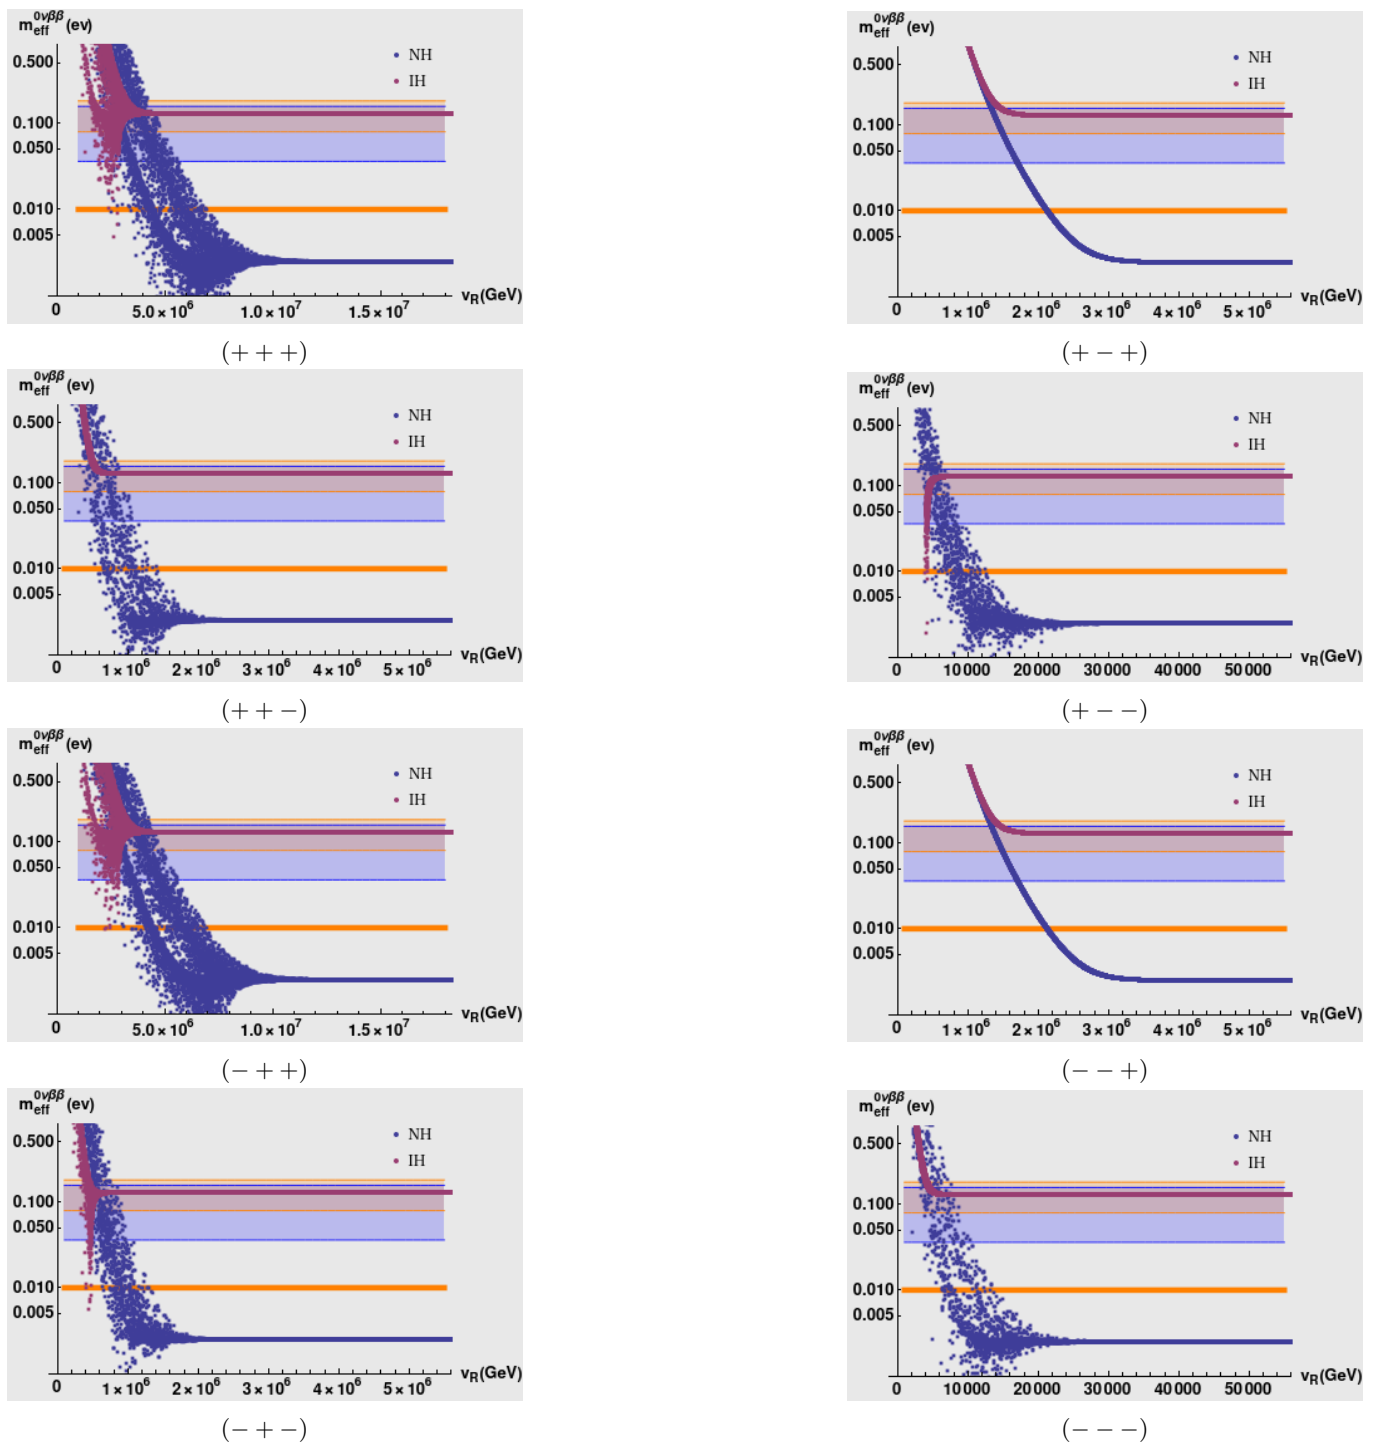 m_eff^0νββ (ev)
NH
IH
0.500
0.100
0.050
0.010
0.005
0 5.0×10^6 1.0×10^7 1.5×10^7 v_R(GeV)
(+ + +)
m_eff^0νββ (ev)
NH
IH
0.500
0.100
0.050
0.010
0.005
0 1×10^6 2×10^6 3×10^6 4×10^6 5×10^6 v_R(GeV)
(+ − +)
m_eff^0νββ (ev)
NH
IH
0.500
0.100
0.050
0.010
0.005
0 1×10^6 2×10^6 3×10^6 4×10^6 5×10^6 v_R(GeV)
(+ + −)
m_eff^0νββ (ev)
NH
IH
0.500
0.100
0.050
0.010
0.005
0 10000 20000 30000 40000 50000 v_R(GeV)
(+ − −)
m_eff^0νββ (ev)
NH
IH
0.500
0.100
0.050
0.010
0.005
0 5.0×10^6 1.0×10^7 1.5×10^7 v_R(GeV)
(− + +)
m_eff^0νββ (ev)
NH
IH
0.500
0.100
0.050
0.010
0.005
0 1×10^6 2×10^6 3×10^6 4×10^6 5×10^6 v_R(GeV)
(− − +)
m_eff^0νββ (ev)
NH
IH
0.500
0.100
0.050
0.010
0.005
0 1×10^6 2×10^6 3×10^6 4×10^6 5×10^6 v_R(GeV)
(− + −)
m_eff^0νββ (ev)
NH
IH
0.500
0.100
0.050
0.010
0.005
0 10000 20000 30000 40000 50000 v_R(GeV)
(− − −)